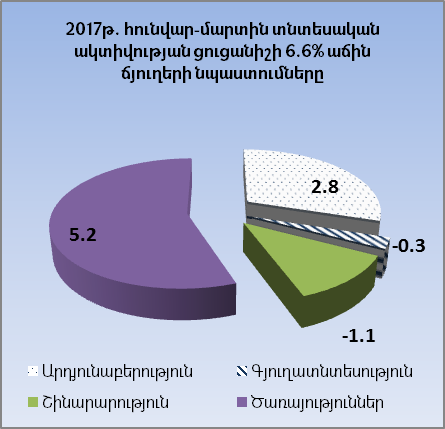 2017թ. հունվար-մարտին տնտեսական
ակտիվության ցուցանիշի 6.6% աճին
ճյուղերի նպաստումները
2.8
5.2
-0.3
-1.1
Արդյունաբերություն
Գյուղատնտեսություն
Շինարարություն
Ծառայություններ